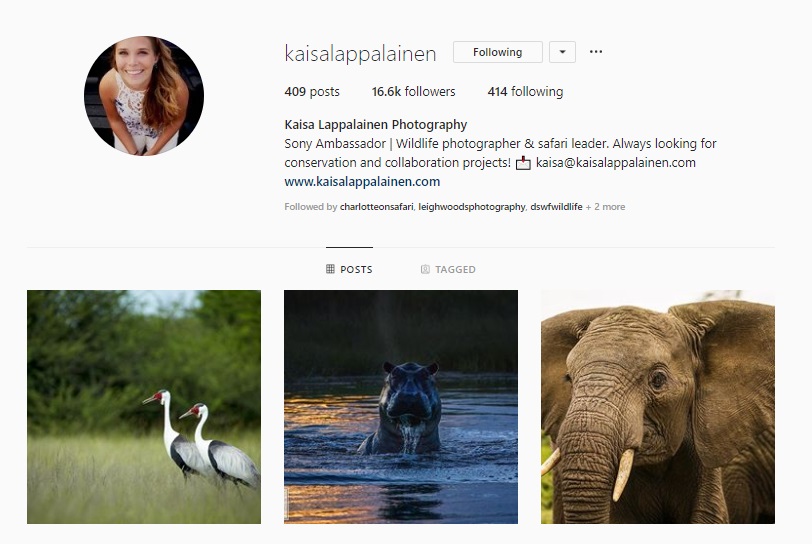 kaisalappalainen Following
409 posts 16.6k followers 414 following
Kaisa Lappalainen Photography
Sony Ambassador | Wildlife photographer & safari leader. Always looking for
conservation and collaboration projects! 📩 kaisa@kaisalappalainen.com
www.kaisalappalainen.com
Followed by charlotteonsafari, leighwoodsphotography, dswfwildlife + 2 more
POSTS TAGGED